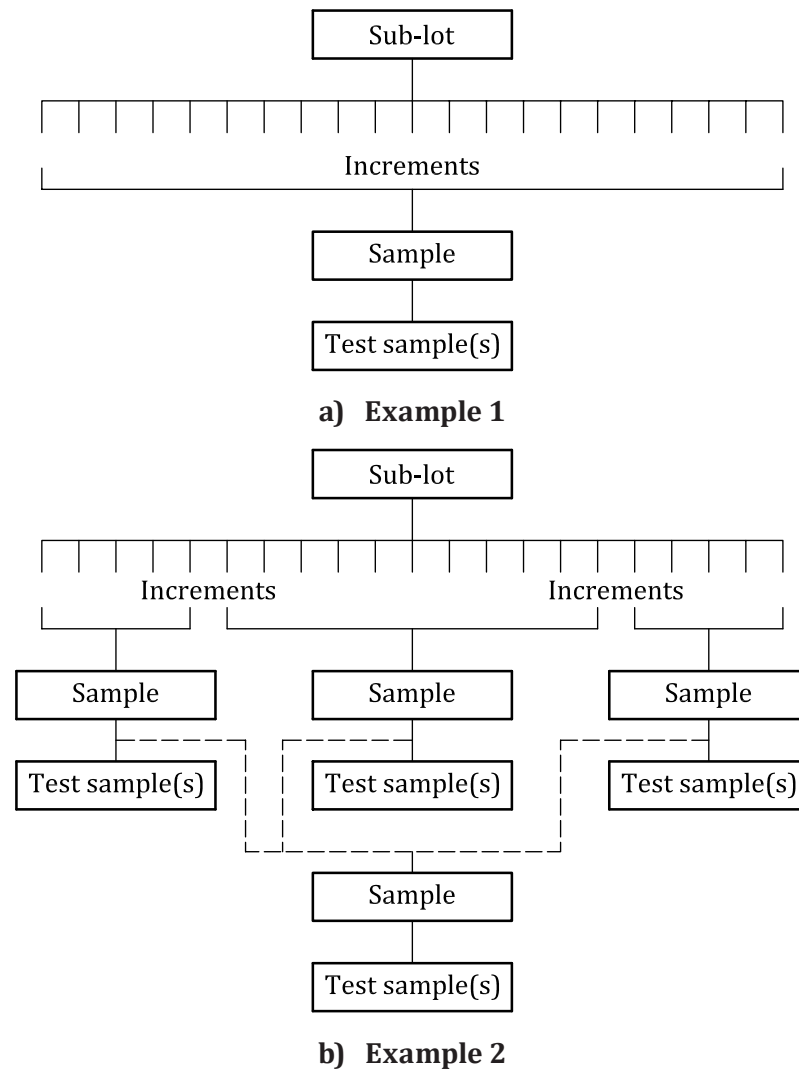 Sub-lot
Increments
Sample
Test sample(s)
a) Example 1
Sub-lot
Increments Increments
Sample Sample Sample
Test sample(s) Test sample(s) Test sample(s)
Sample
Test sample(s)
b) Example 2